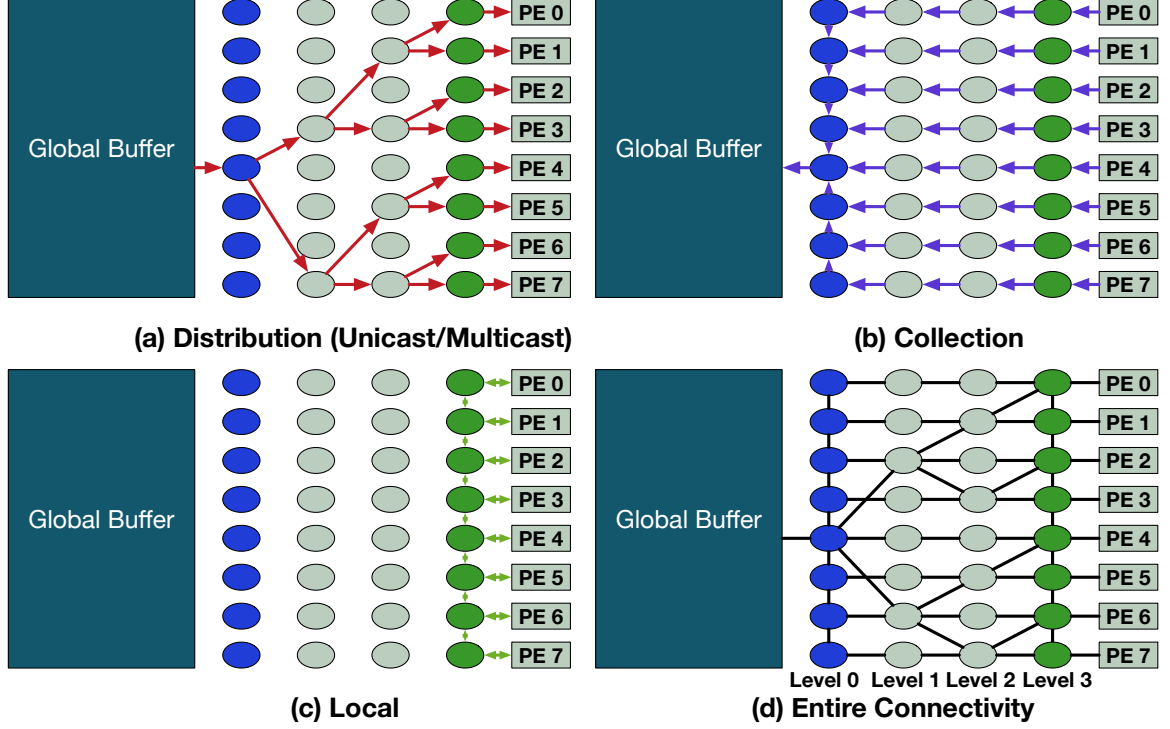 PE 0
PE 1
PE 2
PE 3
PE 4
PE 5
PE 6
PE 7
Global Buffer
(a) Distribution (Unicast/Multicast)
PE 0
PE 1
PE 2
PE 3
PE 4
PE 5
PE 6
PE 7
Global Buffer
(b) Collection
PE 0
PE 1
PE 2
PE 3
PE 4
PE 5
PE 6
PE 7
Global Buffer
(c) Local
PE 0
PE 1
PE 2
PE 3
PE 4
PE 5
PE 6
PE 7
Global Buffer
Level 0 Level 1 Level 2 Level 3
(d) Entire Connectivity